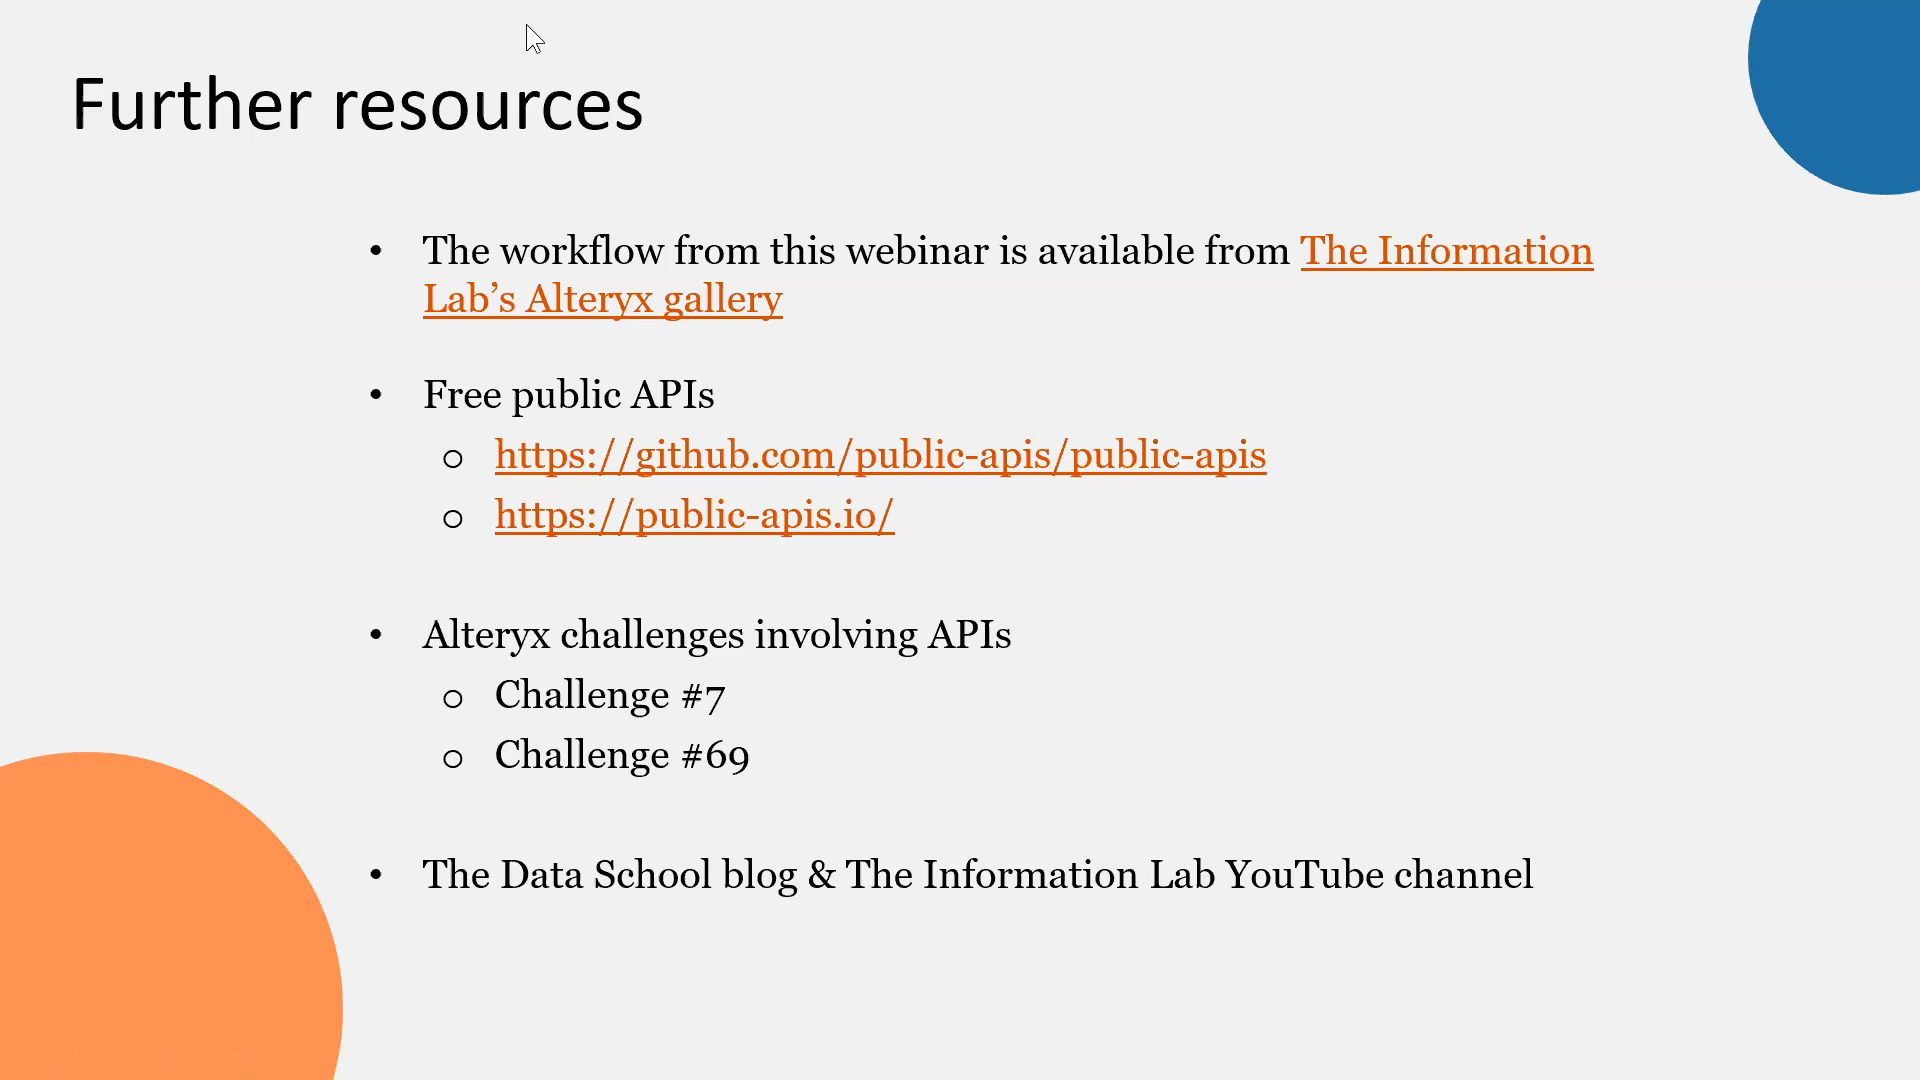 Further resources
• The workflow from this webinar is available from The Information
Lab’s Alteryx gallery
• Free public APIs
o https://github.com/public-apis/public-apis
o https://public-apis.io/
• Alteryx challenges involving APIs
o Challenge #7
o Challenge #69
• The Data School blog & The Information Lab YouTube channel